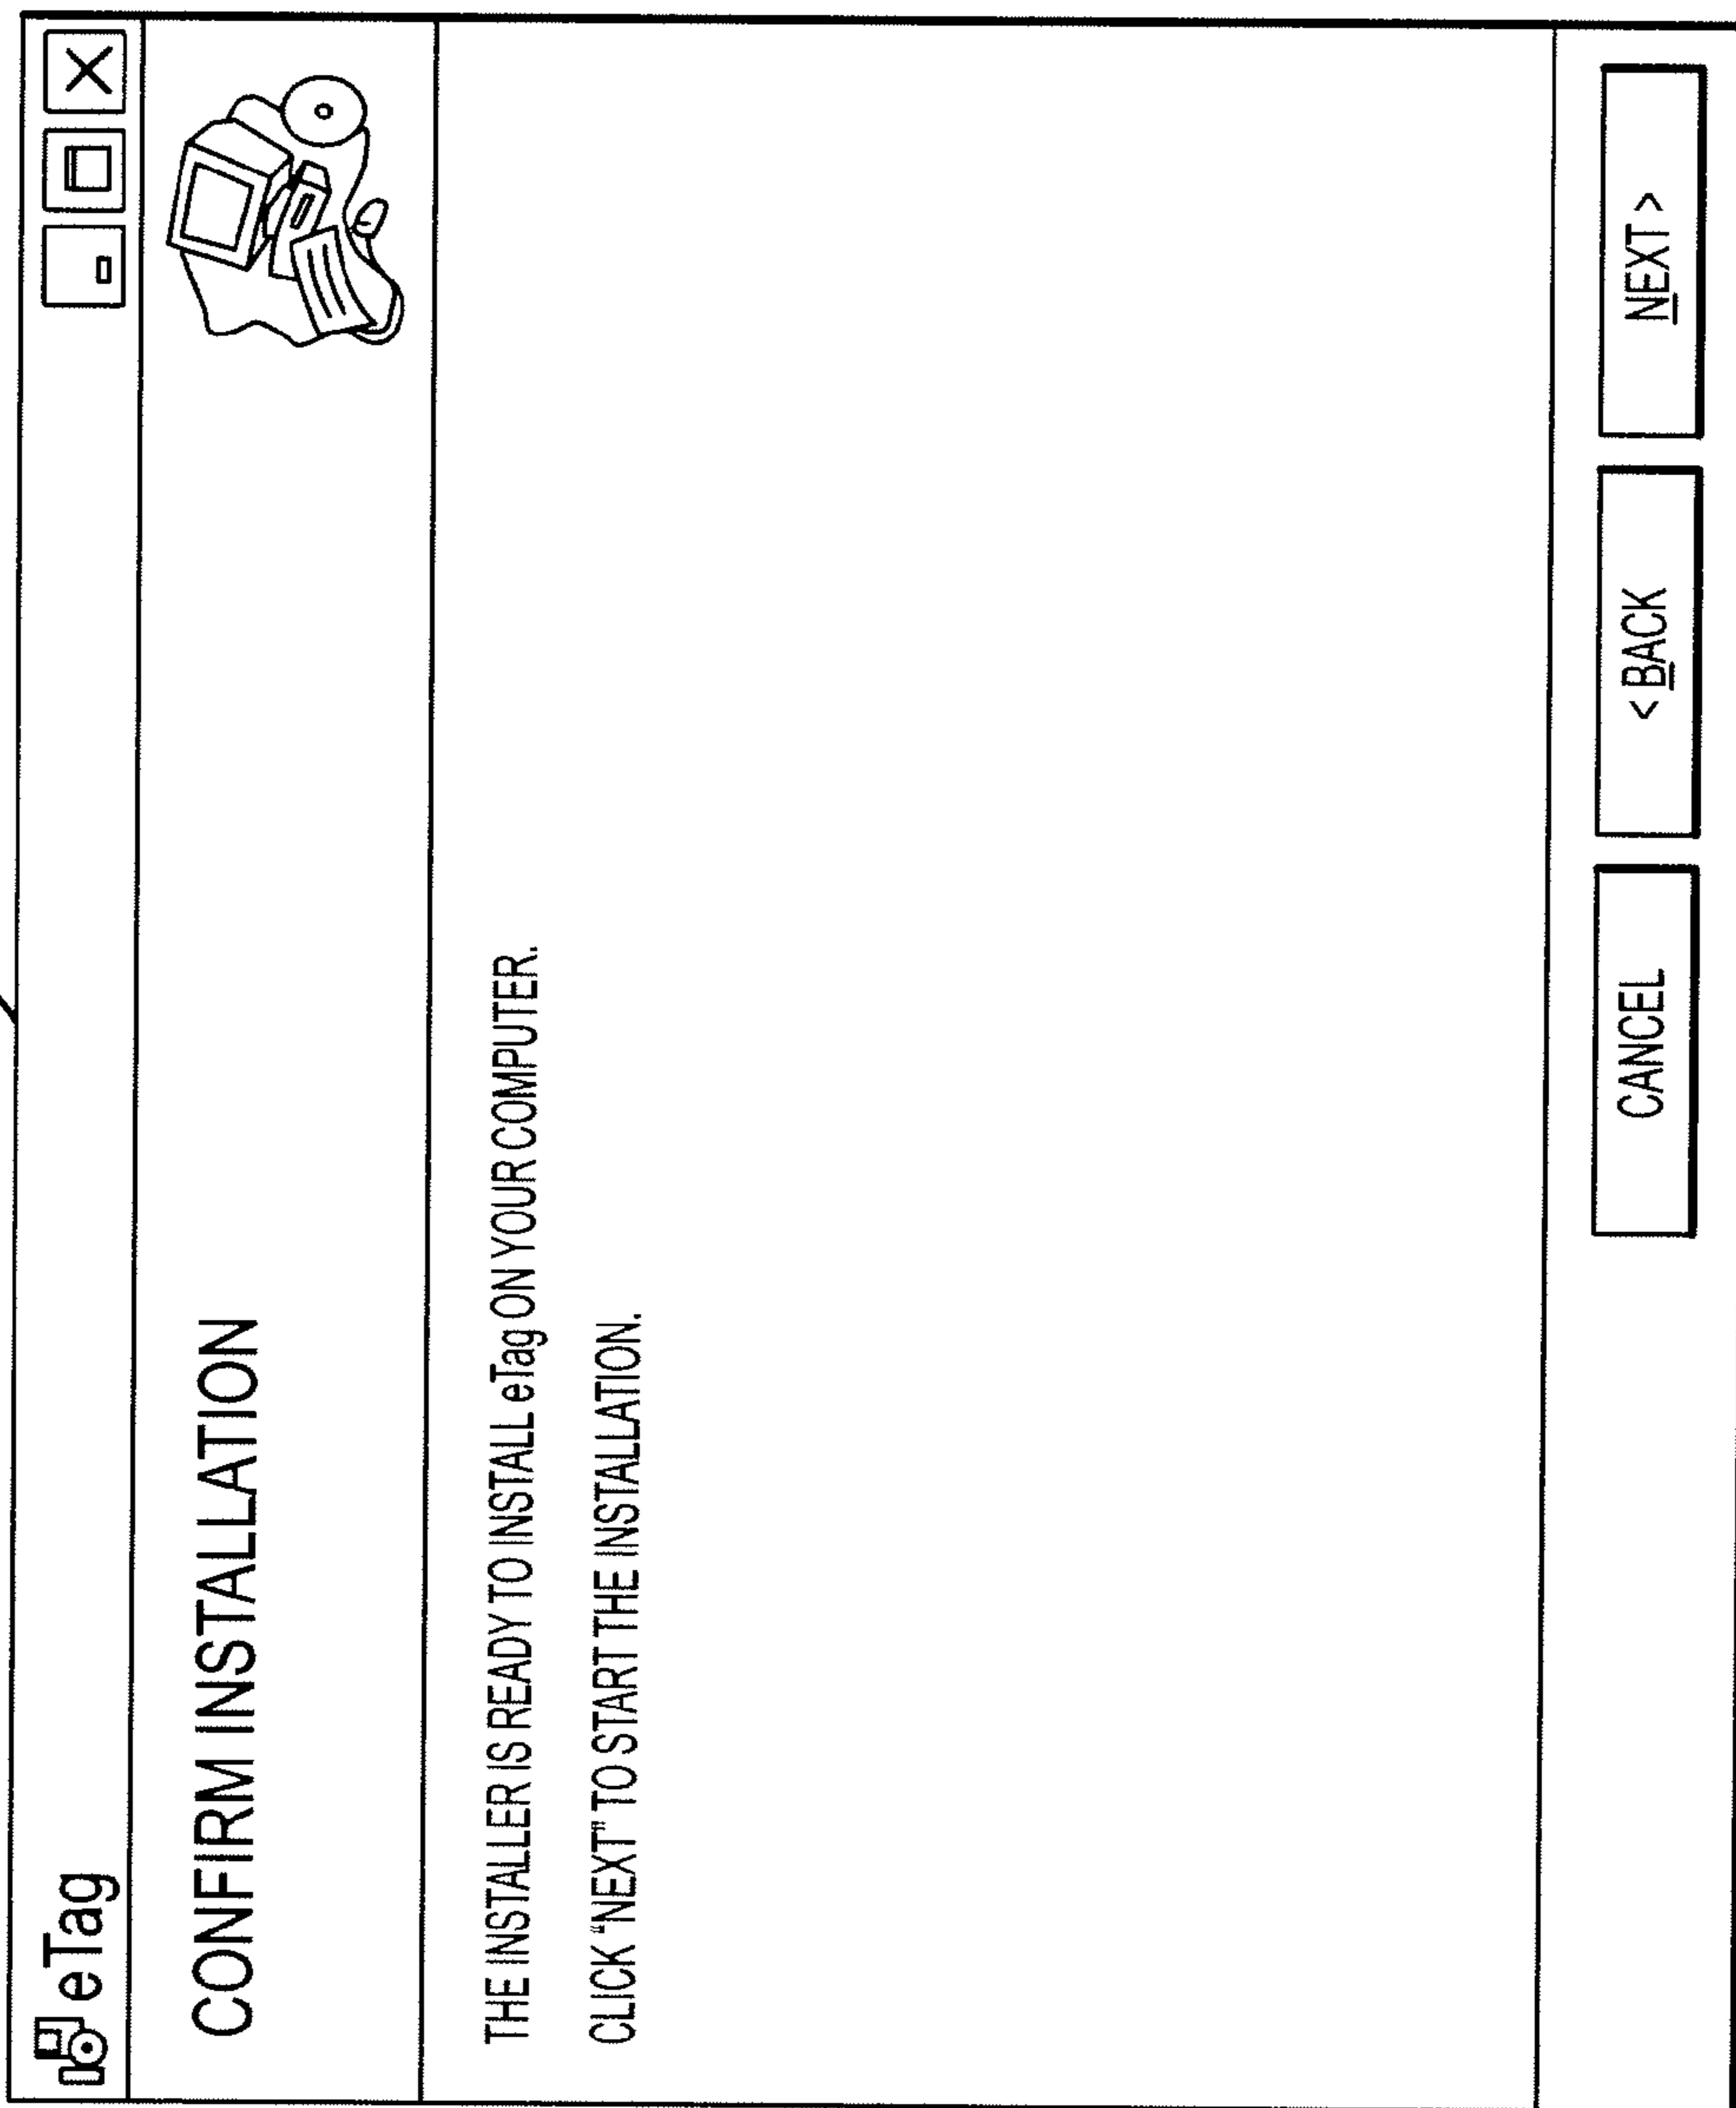 eTag
CONFIRM INSTALLATION
THE INSTALLER IS READY TO INSTALL eTag ON YOUR COMPUTER.
CLICK "NEXT" TO START THE INSTALLATION.
CANCEL
< BACK
NEXT >